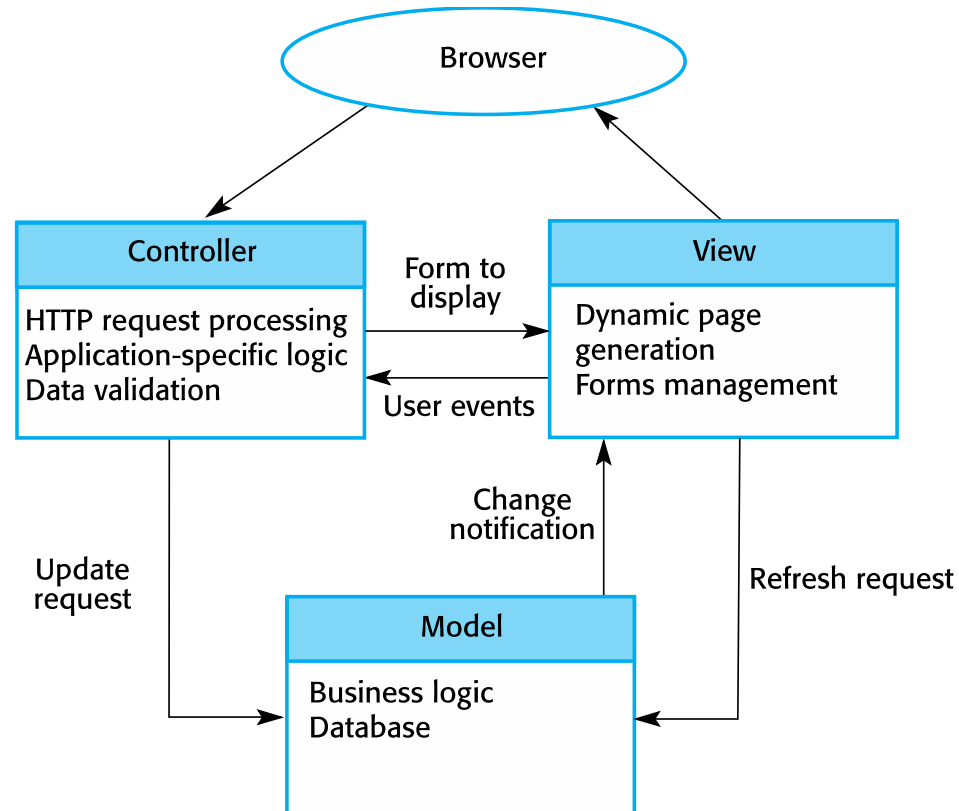 Browser
Controller
HTTP request processing
Application-specific logic
Data validation
Form to
display
User events
View
Dynamic page
generation
Forms management
Update
request
Change
notification
Refresh request
Model
Business logic
Database